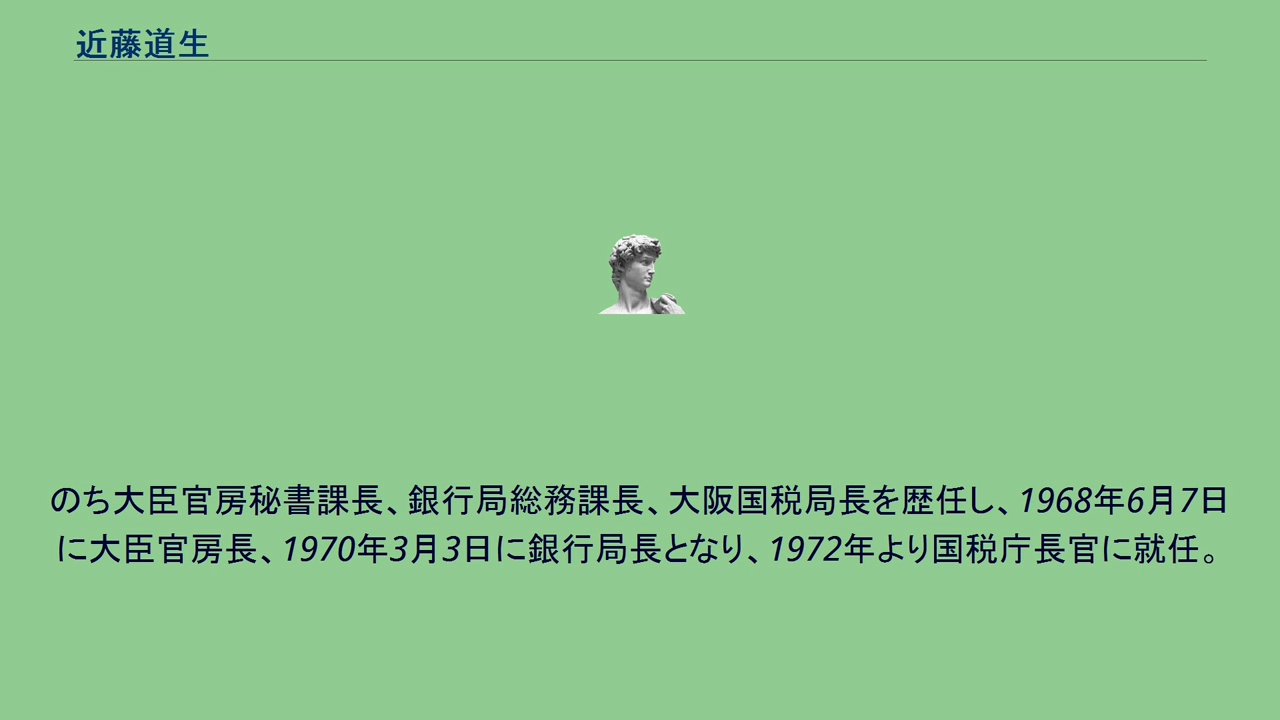 近藤道生
のち大臣官房秘書課長、銀行局総務課長、大阪国税局長を歴任し、1968年6月7日
に大臣官房長、1970年3月3日に銀行局長となり、1972年より国税庁長官に就任。